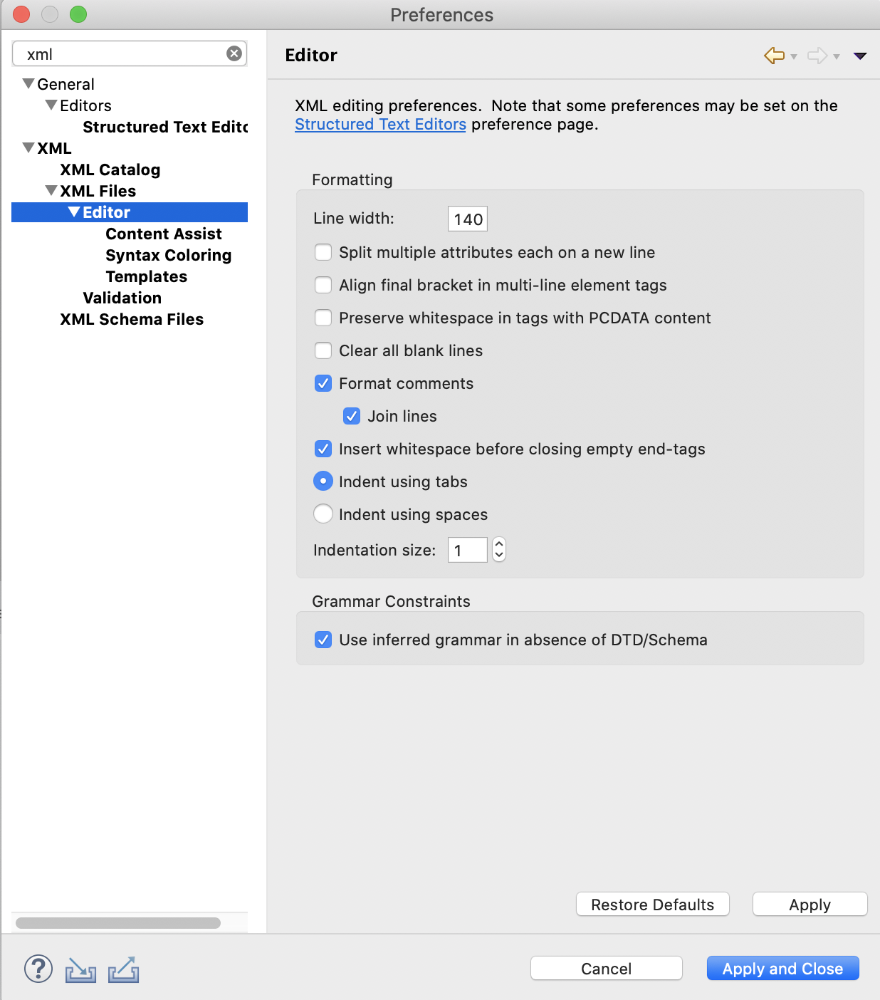 Preferences
xml
General
Editors
Structured Text Edito
XML
XML Catalog
XML Files
Editor
Content Assist
Syntax Coloring
Templates
Validation
XML Schema Files
Editor
XML editing preferences.  Note that some preferences may be set on the
Structured Text Editors preference page.
Formatting
Line width: 140
Split multiple attributes each on a new line
Align final bracket in multi-line element tags
Preserve whitespace in tags with PCDATA content
Clear all blank lines
Format comments
Join lines
Insert whitespace before closing empty end-tags
Indent using tabs
Indent using spaces
Indentation size: 1
Grammar Constraints
Use inferred grammar in absence of DTD/Schema
Restore Defaults
Apply
?
Cancel
Apply and Close